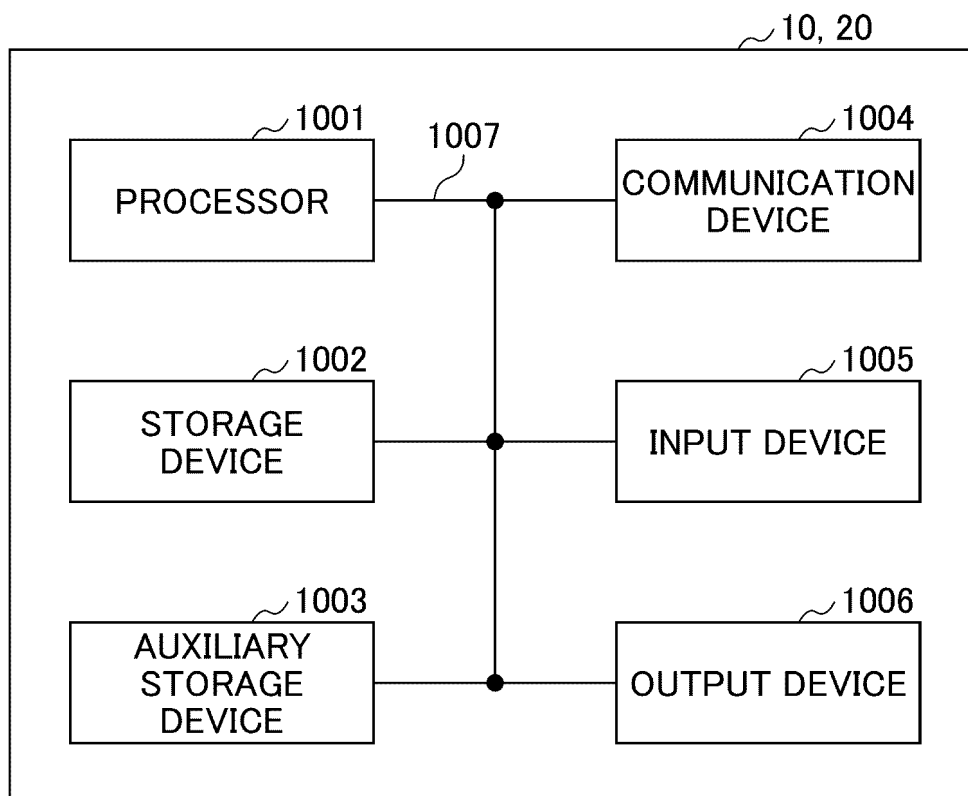 10, 20
1001
PROCESSOR
1007
1004
COMMUNICATION
DEVICE
1002
STORAGE
DEVICE
1005
INPUT DEVICE
1003
AUXILIARY
STORAGE
DEVICE
1006
OUTPUT DEVICE